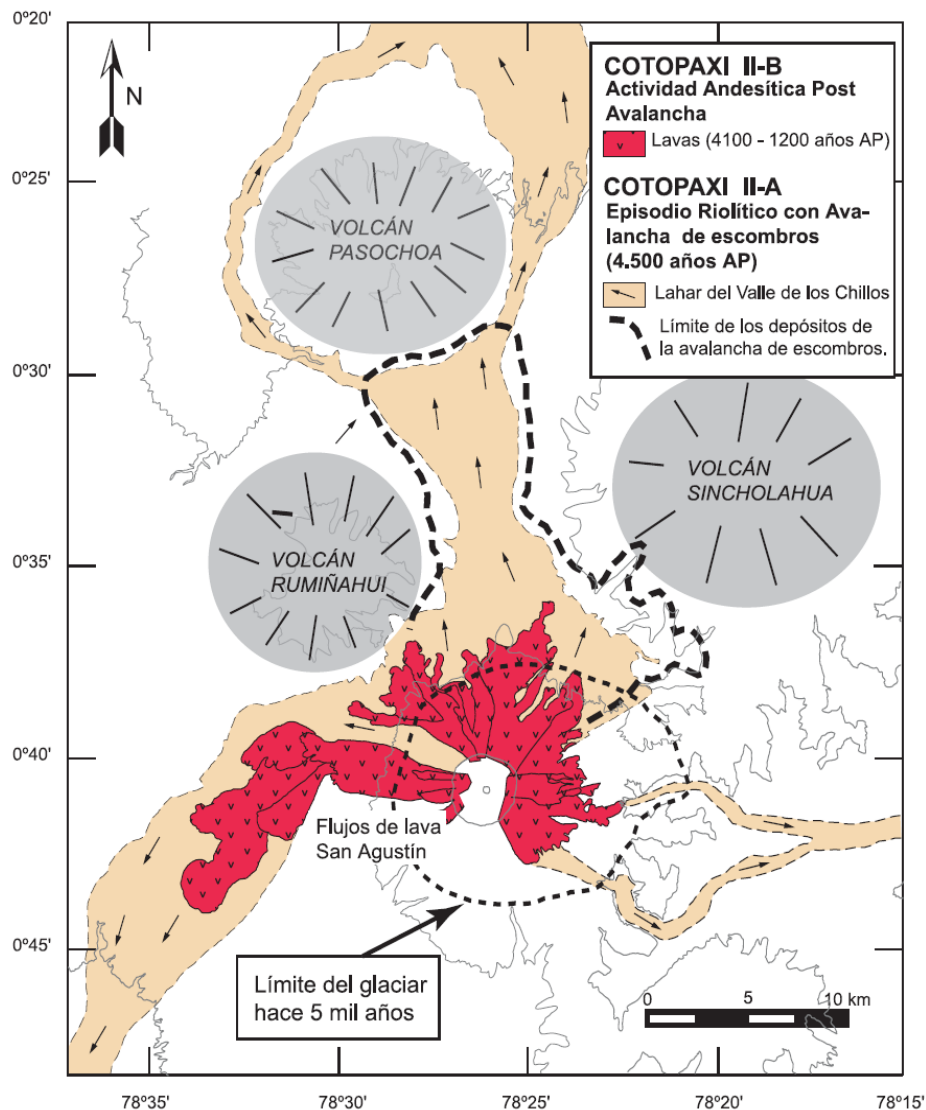 0°20'
0°25'
0°30'
0°35'
0°40'
0°45'
N
COTOPAXI II-B
Actividad Andesítica Post
Avalancha
Lavas (4100 - 1200 años AP)
COTOPAXI II-A
Episodio Riolítico con Ava-
lancha de escombros
(4.500 años AP)
Lahar del Valle de los Chillos
Límite de los depósitos de
la avalancha de escombros.
VOLCÁN
PASOCHOA
VOLCÁN
SINCHOLAHUA
VOLCÁN
RUMIÑAHUI
Flujos de lava
San Agustín
Límite del glaciar
hace 5 mil años
0 5 10 km
78°35' 78°30' 78°25' 78°20' 78°15'